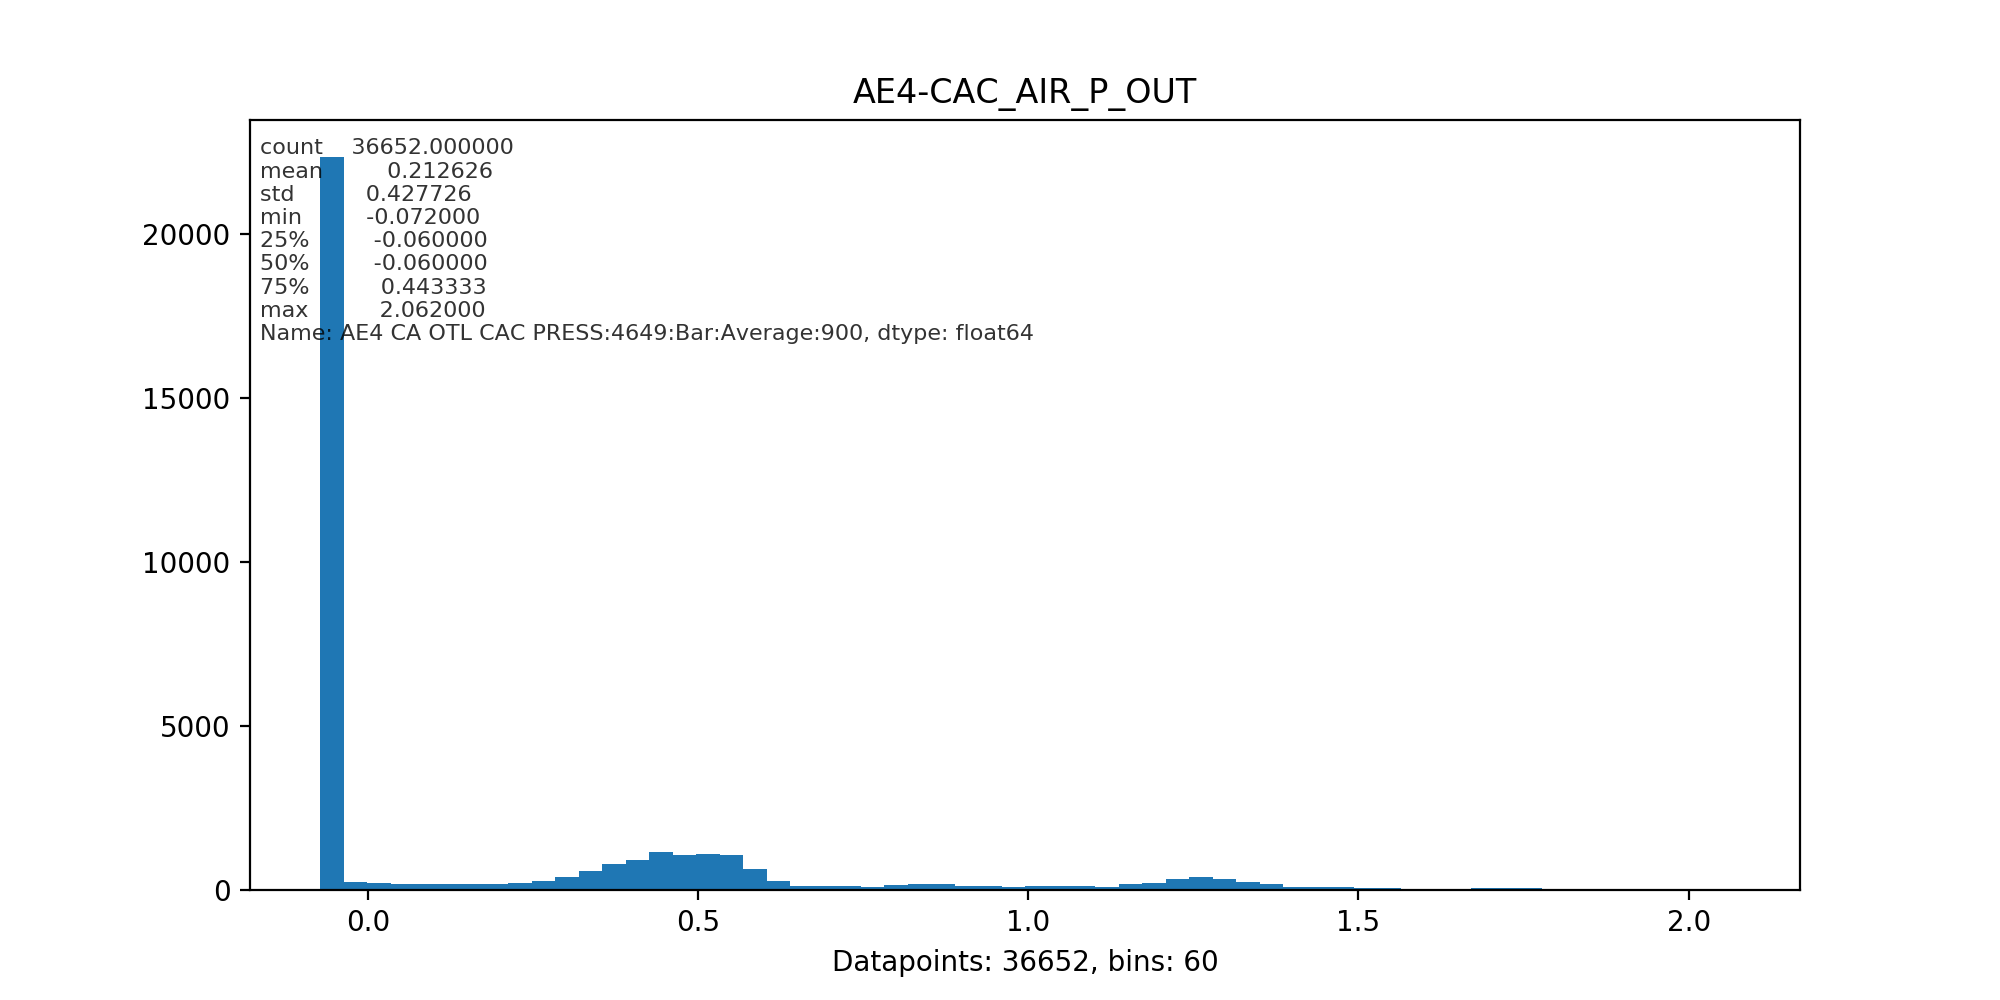 AE4-CAC_AIR_P_OUT
count 36652.000000
mean 0.212626
std 0.427726
min -0.072000
25% -0.060000
50% -0.060000
75% 0.443333
max 2.062000
Name: AE4 CA OTL CAC PRESS:4649:Bar:Average:900, dtype: float64
20000
15000
10000
5000
0
0.0 0.5 1.0 1.5 2.0
Datapoints: 36652, bins: 60